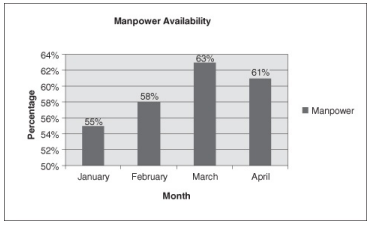 Manpower Availability
64%
62%
60%
58%
56%
54%
52%
50%
55%
58%
63%
61%
January February March April
Percentage
Month
Manpower